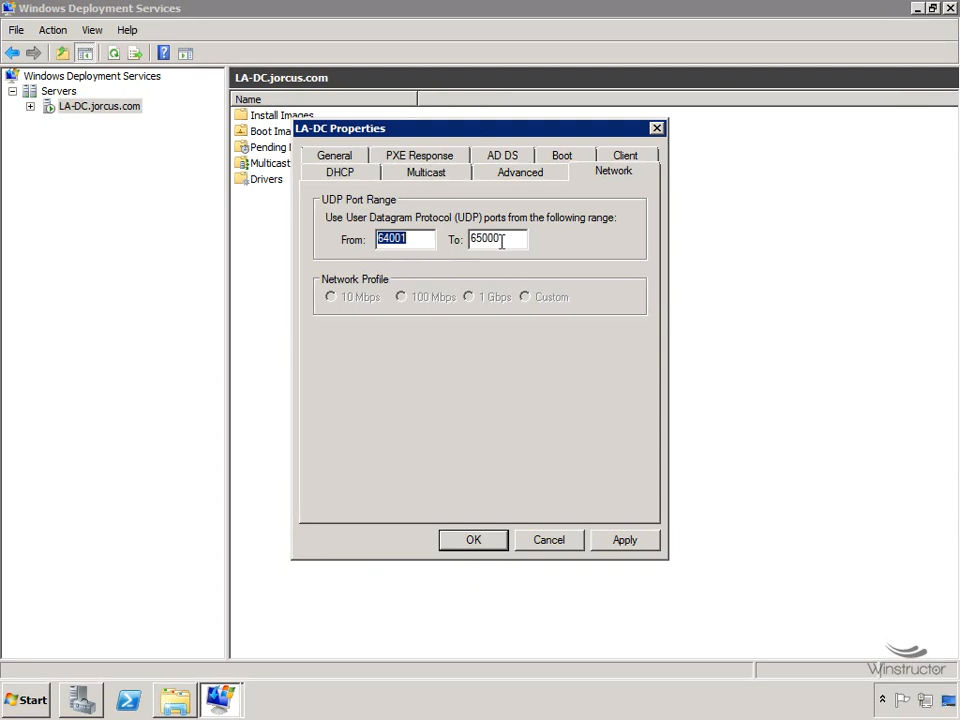 Windows Deployment Services
File Action View Help
Windows Deployment Services
Servers
LA-DC.jorcus.com
LA-DC.jorcus.com
Name
Install Images
Boot Ima
Pending
Multicast
Drivers
LA-DC Properties
General PXE Response AD DS Boot Client
DHCP Multicast Advanced Network
UDP Port Range
Use User Datagram Protocol (UDP) ports from the following range:
From: 64001 To: 65000
Network Profile
10 Mbps 100 Mbps 1 Gbps Custom
OK Cancel Apply
Winstructor
Start